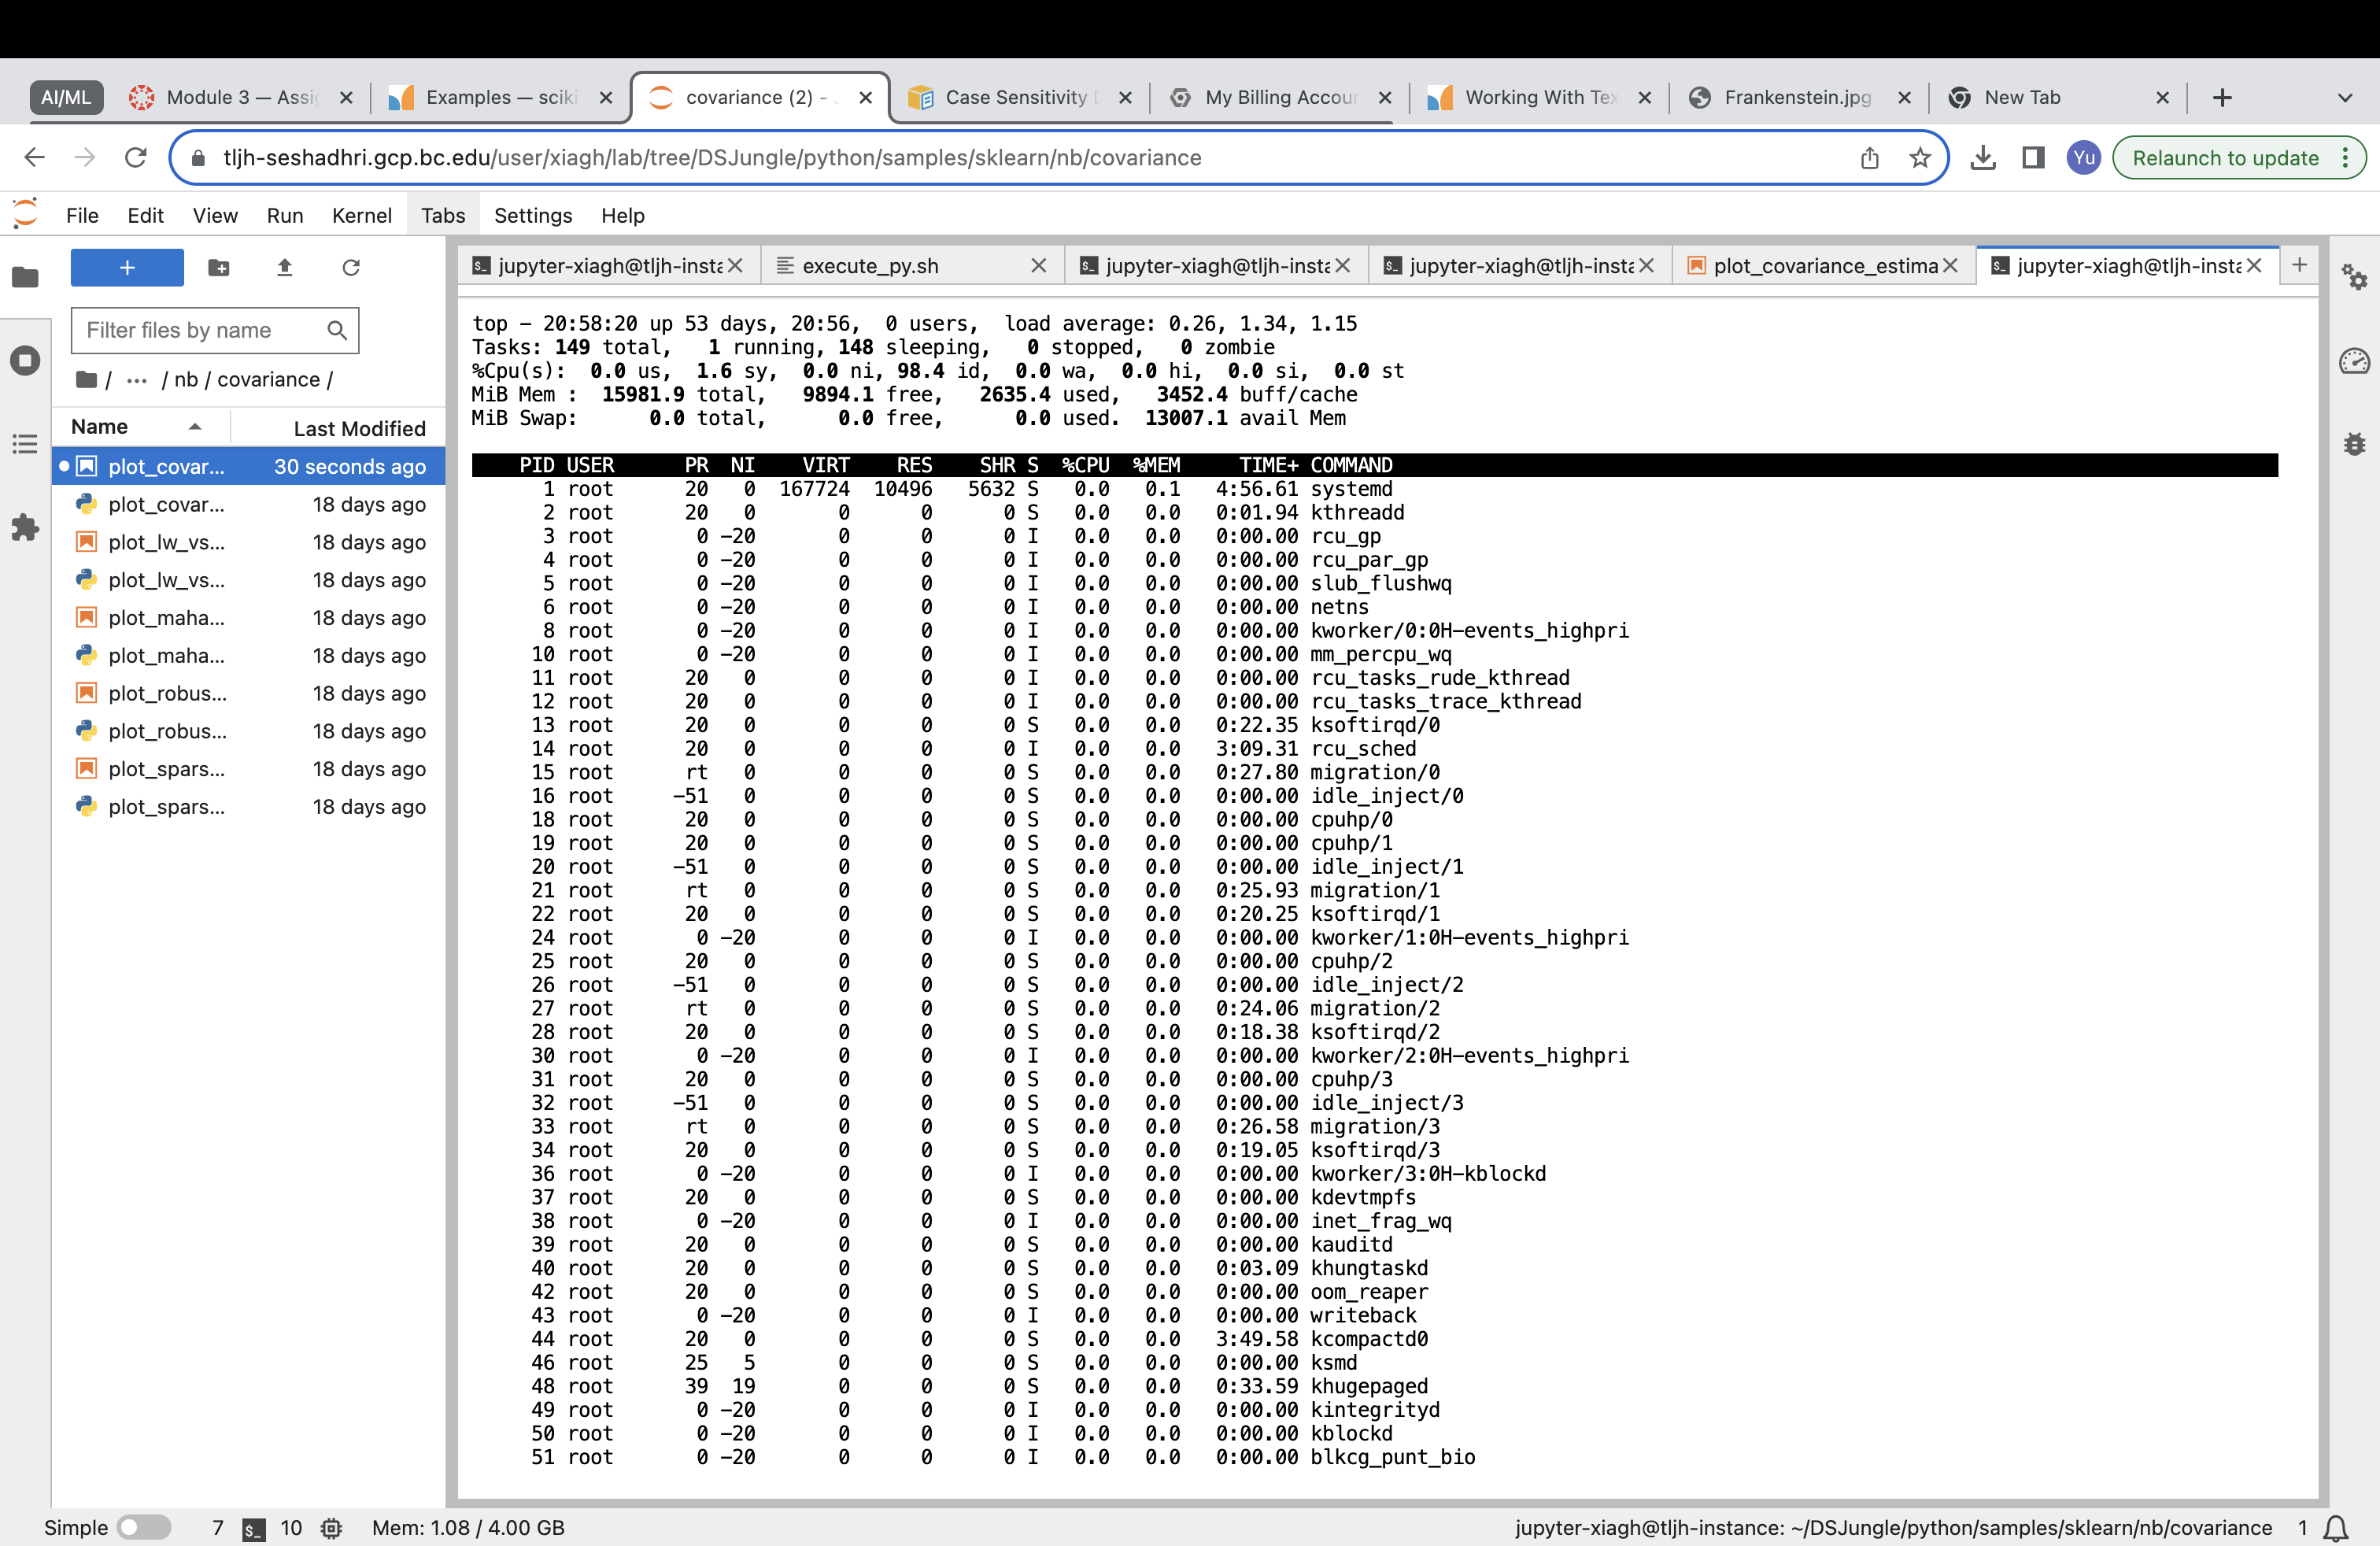 AI/ML Module 3 — Assig Examples — sciki covariance (2) - Case Sensitivity My Billing Accou Working With Tex Frankenstein.jpg New Tab
tljh-seshadhri.gcp.bc.edu/user/xiagh/lab/tree/DSJungle/python/samples/sklearn/nb/covariance Yu Relaunch to update
File Edit View Run Kernel Tabs Settings Help
jupyter-xiagh@tljh-insta execute_py.sh jupyter-xiagh@tljh-insta jupyter-xiagh@tljh-insta plot_covariance_estima jupyter-xiagh@tljh-insta
Filter files by name
/ ··· / nb / covariance /
Name Last Modified
plot_covar... 30 seconds ago
plot_covar... 18 days ago
plot_lw_vs... 18 days ago
plot_lw_vs... 18 days ago
plot_maha... 18 days ago
plot_maha... 18 days ago
plot_robus... 18 days ago
plot_robus... 18 days ago
plot_spars... 18 days ago
plot_spars... 18 days ago
top - 20:58:20 up 53 days, 20:56, 0 users, load average: 0.26, 1.34, 1.15
Tasks: 149 total, 1 running, 148 sleeping, 0 stopped, 0 zombie
%Cpu(s): 0.0 us, 1.6 sy, 0.0 ni, 98.4 id, 0.0 wa, 0.0 hi, 0.0 si, 0.0 st
MiB Mem : 15981.9 total, 9894.1 free, 2635.4 used, 3452.4 buff/cache
MiB Swap: 0.0 total, 0.0 free, 0.0 used. 13007.1 avail Mem
PID USER PR NI VIRT RES SHR S %CPU %MEM TIME+ COMMAND
1 root 20 0 167724 10496 5632 S 0.0 0.1 4:56.61 systemd
2 root 20 0 0 0 0 S 0.0 0.0 0:01.94 kthreadd
3 root 0 -20 0 0 0 I 0.0 0.0 0:00.00 rcu_gp
4 root 0 -20 0 0 0 I 0.0 0.0 0:00.00 rcu_par_gp
5 root 0 -20 0 0 0 I 0.0 0.0 0:00.00 slub_flushwq
6 root 0 -20 0 0 0 I 0.0 0.0 0:00.00 netns
8 root 0 -20 0 0 0 I 0.0 0.0 0:00.00 kworker/0:0H-events_highpri
10 root 0 -20 0 0 0 I 0.0 0.0 0:00.00 mm_percpu_wq
11 root 20 0 0 0 0 I 0.0 0.0 0:00.00 rcu_tasks_rude_kthread
12 root 20 0 0 0 0 I 0.0 0.0 0:00.00 rcu_tasks_trace_kthread
13 root 20 0 0 0 0 S 0.0 0.0 0:22.35 ksoftirqd/0
14 root 20 0 0 0 0 I 0.0 0.0 3:09.31 rcu_sched
15 root rt 0 0 0 0 S 0.0 0.0 0:27.80 migration/0
16 root -51 0 0 0 0 S 0.0 0.0 0:00.00 idle_inject/0
18 root 20 0 0 0 0 S 0.0 0.0 0:00.00 cpuhp/0
19 root 20 0 0 0 0 S 0.0 0.0 0:00.00 cpuhp/1
20 root -51 0 0 0 0 S 0.0 0.0 0:00.00 idle_inject/1
21 root rt 0 0 0 0 S 0.0 0.0 0:25.93 migration/1
22 root 20 0 0 0 0 S 0.0 0.0 0:20.25 ksoftirqd/1
24 root 0 -20 0 0 0 I 0.0 0.0 0:00.00 kworker/1:0H-events_highpri
25 root 20 0 0 0 0 S 0.0 0.0 0:00.00 cpuhp/2
26 root -51 0 0 0 0 S 0.0 0.0 0:00.00 idle_inject/2
27 root rt 0 0 0 0 S 0.0 0.0 0:24.06 migration/2
28 root 20 0 0 0 0 S 0.0 0.0 0:18.38 ksoftirqd/2
30 root 0 -20 0 0 0 I 0.0 0.0 0:00.00 kworker/2:0H-events_highpri
31 root 20 0 0 0 0 S 0.0 0.0 0:00.00 cpuhp/3
32 root -51 0 0 0 0 S 0.0 0.0 0:00.00 idle_inject/3
33 root rt 0 0 0 0 S 0.0 0.0 0:26.58 migration/3
34 root 20 0 0 0 0 S 0.0 0.0 0:19.05 ksoftirqd/3
36 root 0 -20 0 0 0 I 0.0 0.0 0:00.00 kworker/3:0H-kblockd
37 root 20 0 0 0 0 S 0.0 0.0 0:00.00 kdevtmpfs
38 root 0 -20 0 0 0 I 0.0 0.0 0:00.00 inet_frag_wq
39 root 20 0 0 0 0 S 0.0 0.0 0:00.00 kauditd
40 root 20 0 0 0 0 S 0.0 0.0 0:03.09 khungtaskd
42 root 20 0 0 0 0 S 0.0 0.0 0:00.00 oom_reaper
43 root 0 -20 0 0 0 I 0.0 0.0 0:00.00 writeback
44 root 20 0 0 0 0 S 0.0 0.0 3:49.58 kcompactd0
46 root 25 5 0 0 0 S 0.0 0.0 0:00.00 ksmd
48 root 39 19 0 0 0 S 0.0 0.0 0:33.59 khugepaged
49 root 0 -20 0 0 0 I 0.0 0.0 0:00.00 kintegrityd
50 root 0 -20 0 0 0 I 0.0 0.0 0:00.00 kblockd
51 root 0 -20 0 0 0 I 0.0 0.0 0:00.00 blkcg_punt_bio
Simple 7 $_ 10 Mem: 1.08 / 4.00 GB jupyter-xiagh@tljh-instance: ~/DSJungle/python/samples/sklearn/nb/covariance 1